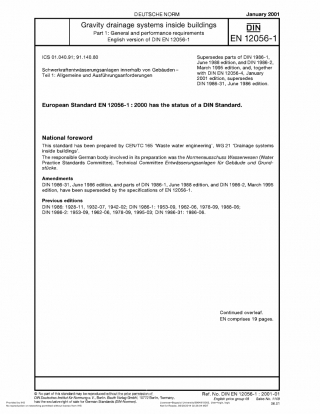 DEUTSCHE NORM
January 2001
Gravity drainage systems inside buildings
Part 1: General and performance requirements
English version of DIN EN 12056-1
DIN
EN 12056-1
ICS 01.040.91; 91.140.80
Schwerkraftentwässerungsanlagen innerhalb von Gebäuden –
Teil 1: Allgemeine und Ausführungsanforderungen
Supersedes parts of DIN 1986-1,
June 1988 edition, and DIN 1986-2,
March 1995 edition, and, together
with DIN EN 12056-4, January
2001 edition, supersedes
DIN 1986-31, June 1986 edition.
European Standard EN 12056-1 : 2000 has the status of a DIN Standard.
National foreword
This standard has been prepared by CEN/TC 165 'Waste water engineering', WG 21 'Drainage systems
inside buildings'.
The responsible German body involved in its preparation was the Normenausschuss Wasserwesen (Water
Practice Standards Committee), Technical Committee Entwässerungsanlagen für Gebäude und Grund-
stücke.
Amendments
DIN 1986-31, June 1986 edition, and parts of DIN 1986-1, June 1988 edition, and DIN 1986-2, March 1995
edition, have been superseded by the specifications of EN 12056-1.
Previous editions
DIN 1986: 1928-11, 1932-07, 1942-02; DIN 1986-1: 1953-09, 1962-06, 1978-09, 1988-06;
DIN 1986-2: 1953-09, 1962-06, 1978-09, 1995-03; DIN 1986-31: 1986-06.
Continued overleaf.
EN comprises 19 pages.
© No part of this standard may be reproduced without the prior permission of
DIN Deutsches Institut für Normung e. V., Berlin. Beuth Verlag GmbH, 10772 Berlin, Germany,
has the exclusive right of sale for German Standards (DIN-Normen).
Ref. No. DIN EN 12056-1 : 2001-01
English price group 09 Sales No. 1109